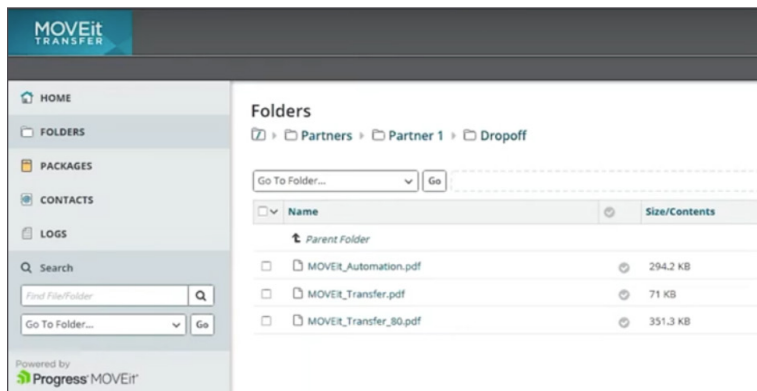 MOVEit
TRANSFER
HOME
FOLDERS
PACKAGES
CONTACTS
LOGS
Search
Find File/Folder
Go To Folder... Go
Powered by
Progress® MOVEit®
Folders
Partners Partner 1 Dropoff
Go To Folder... Go
Name Size/Contents
Parent Folder
MOVEit_Automation.pdf 294.2 KB
MOVEit_Transfer.pdf 71 KB
MOVEit_Transfer_80.pdf 351.3 KB